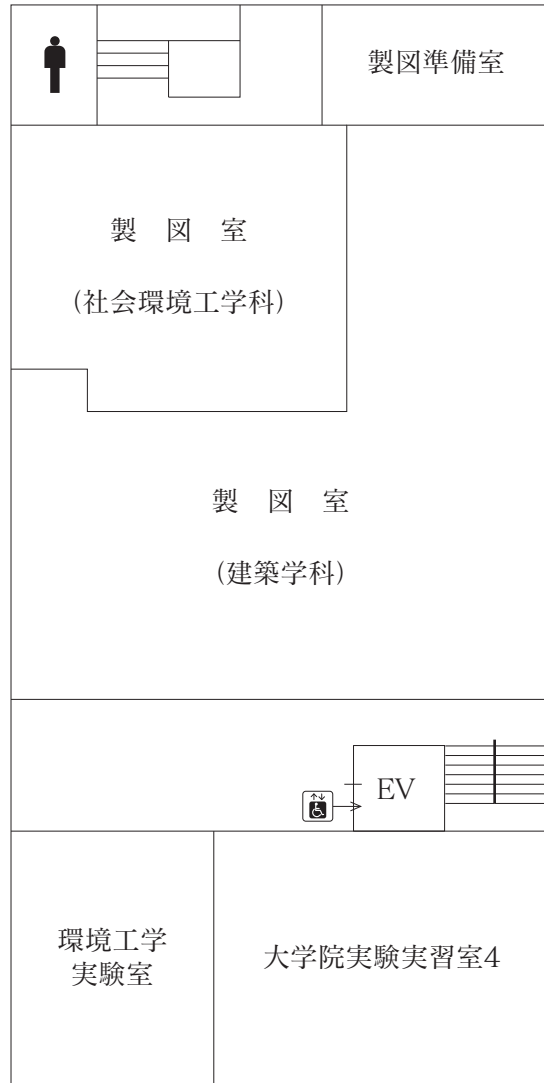 製図準備室
製 図 室
(社会環境工学科)
製 図 室
(建築学科)
EV
環境工学
実験室
大学院実験実習室4